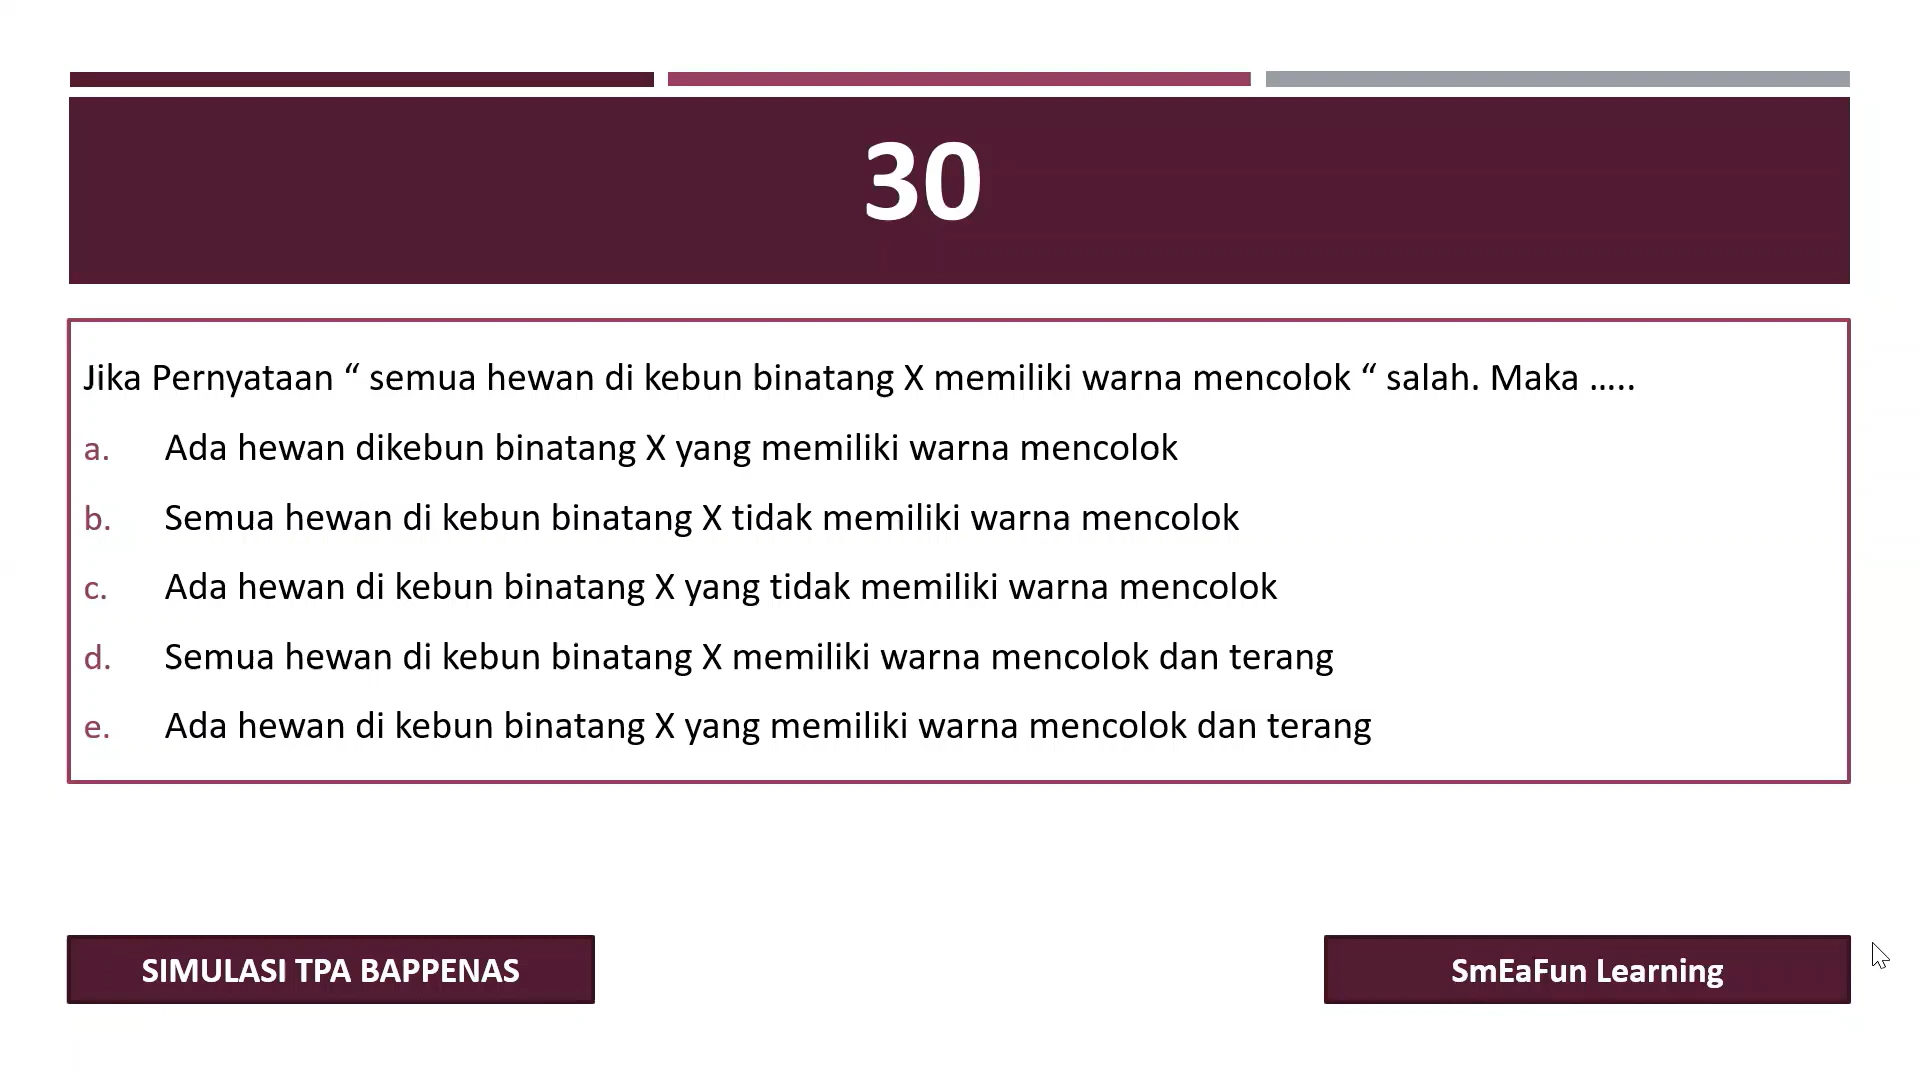 30
Jika Pernyataan “ semua hewan di kebun binatang X memiliki warna mencolok “ salah. Maka …..
a. Ada hewan dikebun binatang X yang memiliki warna mencolok
b. Semua hewan di kebun binatang X tidak memiliki warna mencolok
c. Ada hewan di kebun binatang X yang tidak memiliki warna mencolok
d. Semua hewan di kebun binatang X memiliki warna mencolok dan terang
e. Ada hewan di kebun binatang X yang memiliki warna mencolok dan terang
SIMULASI TPA BAPPENAS
SmEaFun Learning